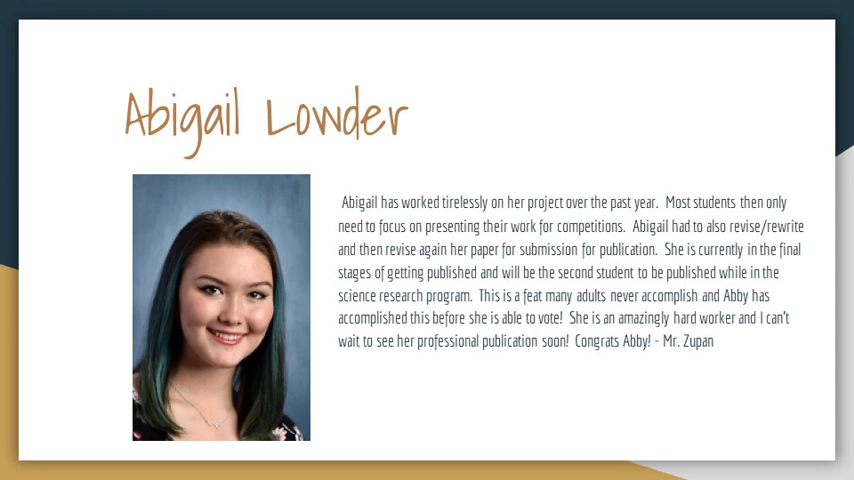 Abigail Lowder
Abigail has worked tirelessly on her project over the past year. Most students then only
need to focus on presenting their work for competitions. Abigail had to also revise/rewrite
and then revise again her paper for submission for publication. She is currently in the final
stages of getting published and will be the second student to be published while in the
science research program. This is a feat many adults never accomplish and Abby has
accomplished this before she is able to vote! She is an amazingly hard worker and I can't
wait to see her professional publication soon! Congrats Abby! - Mr. Zupan